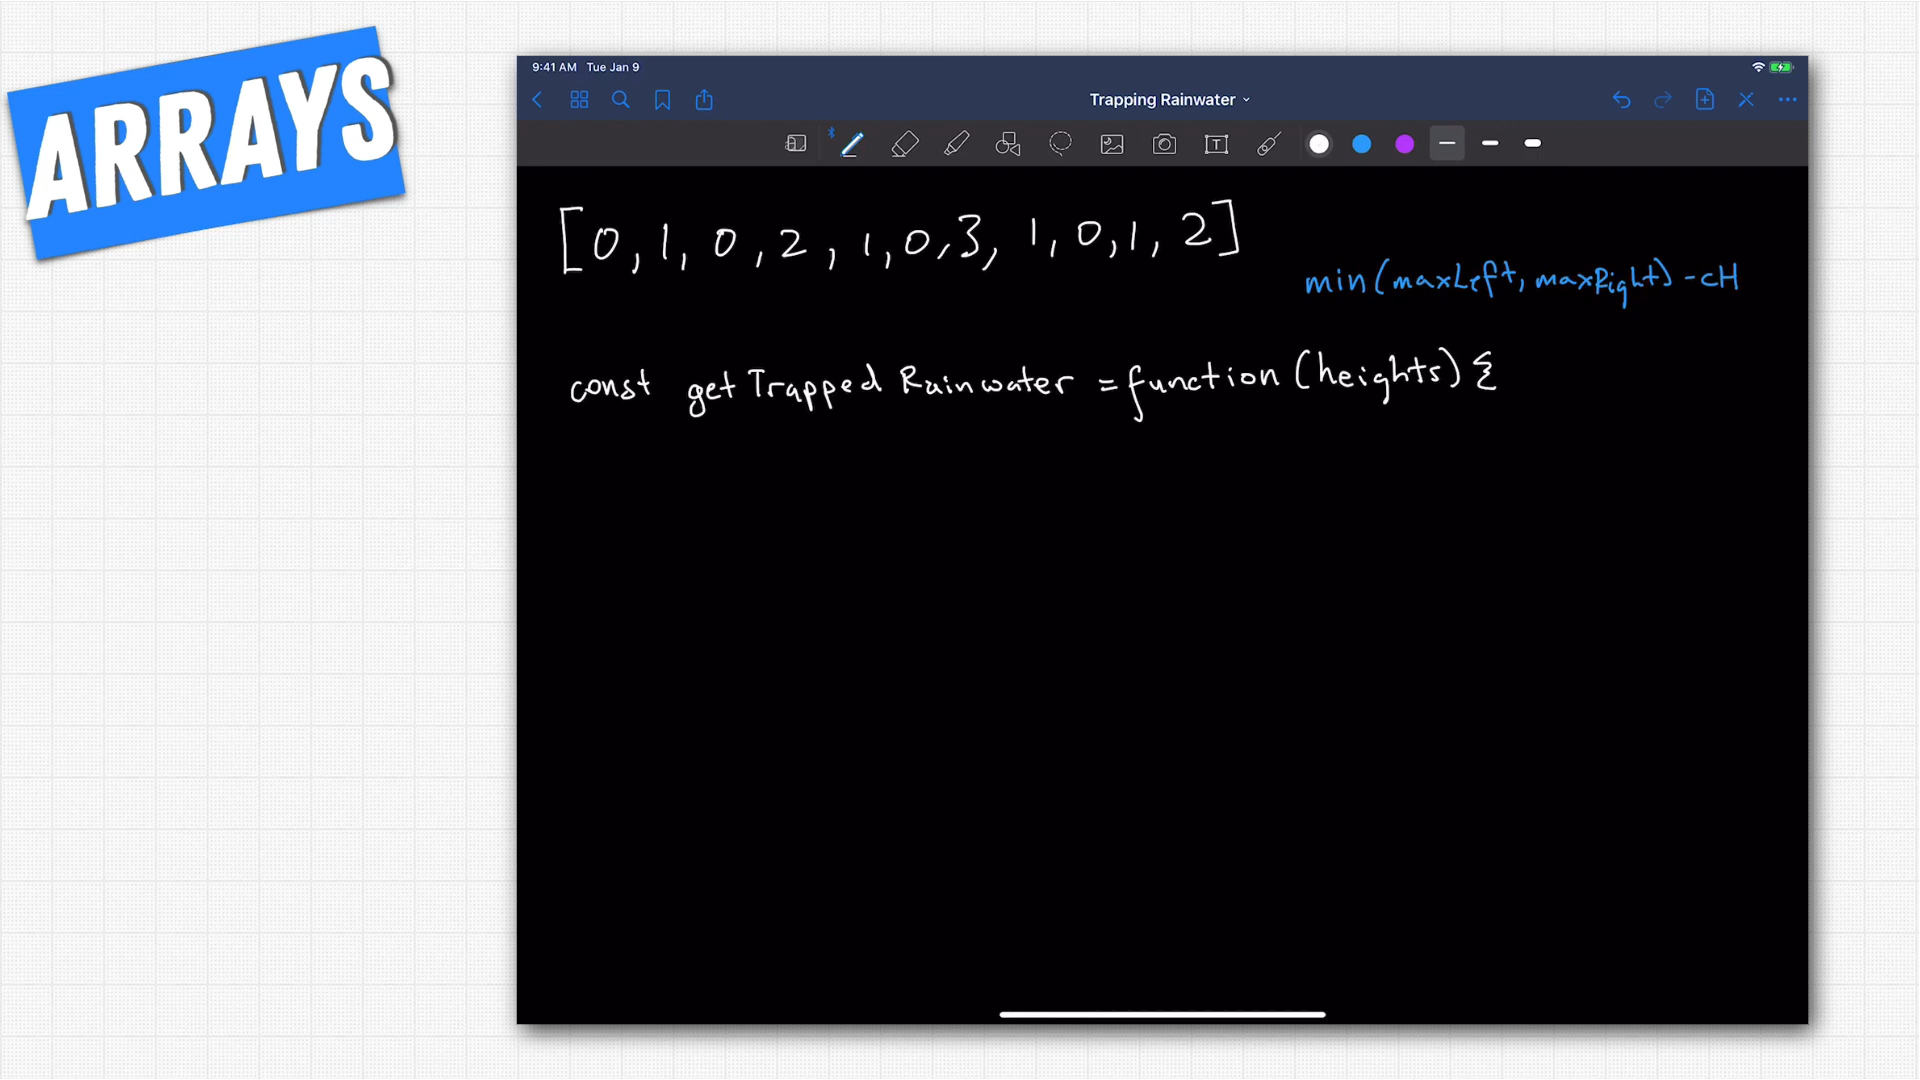 ARRAYS
9:41 AM Tue Jan 9
Trapping Rainwater
T
[0, 1, 0, 2, 1, 0, 3, 1, 0, 1, 2]
min(maxLeft, maxRight) - cH
const getTrappedRainwater = function(heights) {